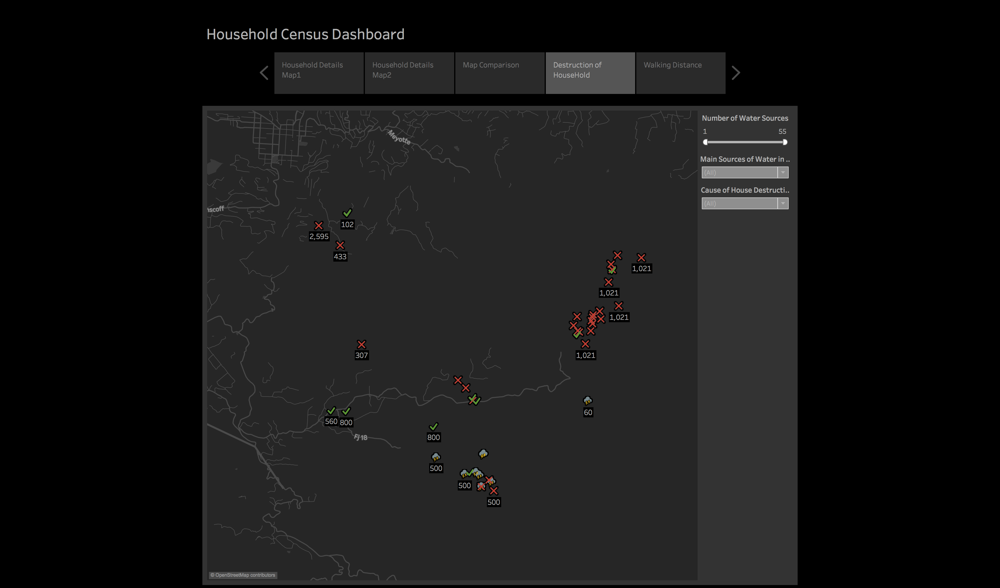 Household Census Dashboard
Household Details
Map1
Household Details
Map2
Map Comparison
Destruction of
HouseHold
Walking Distance
Number of Water Sources
1
55
Main Sources of Water in ..
(All)
Cause of House Destructi..
(All)
Meyotte
nscoff
102
2,595
433
1,021
1,021
1,021
307
1,021
60
560
800
Fj 18
800
500
500
500
© OpenStreetMap contributors